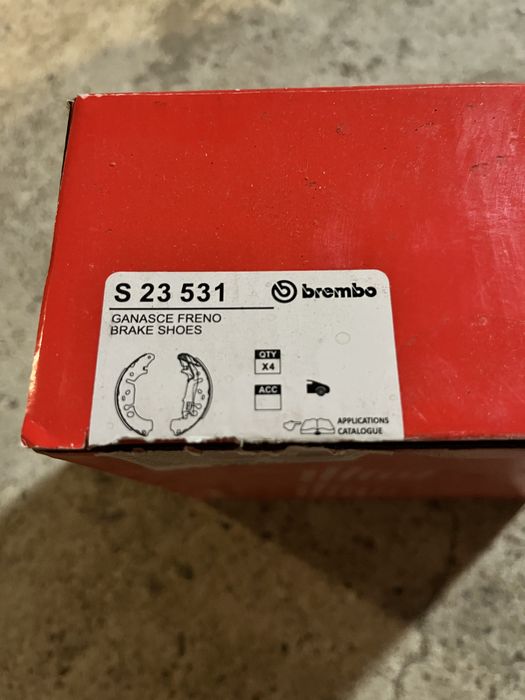 S 23 531 brembo
GANASCE FRENO
BRAKE SHOES
QTY
X4
ACC
APPLICATIONS
CATALOGUE